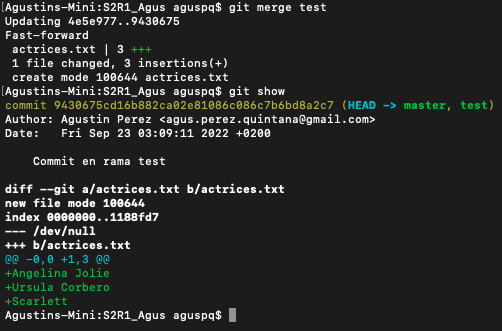 [Agustins-Mini:S2R1_Agus aguspq$ git merge test
Updating 4e5e977..9430675
Fast-forward
 actrices.txt | 3 +++
 1 file changed, 3 insertions(+)
 create mode 100644 actrices.txt
[Agustins-Mini:S2R1_Agus aguspq$ git show
commit 9430675cd16b882ca02e81086c086c7b6bd8a2c7 (HEAD -> master, test)
Author: Agustin Perez <agus.perez.quintana@gmail.com>
Date:   Fri Sep 23 03:09:11 2022 +0200

    Commit en rama test

diff --git a/actrices.txt b/actrices.txt
new file mode 100644
index 0000000..1188fd7
--- /dev/null
+++ b/actrices.txt
@@ -0,0 +1,3 @@
+Angelina Jolie
+Ursula Corbero
+Scarlett
Agustins-Mini:S2R1_Agus aguspq$